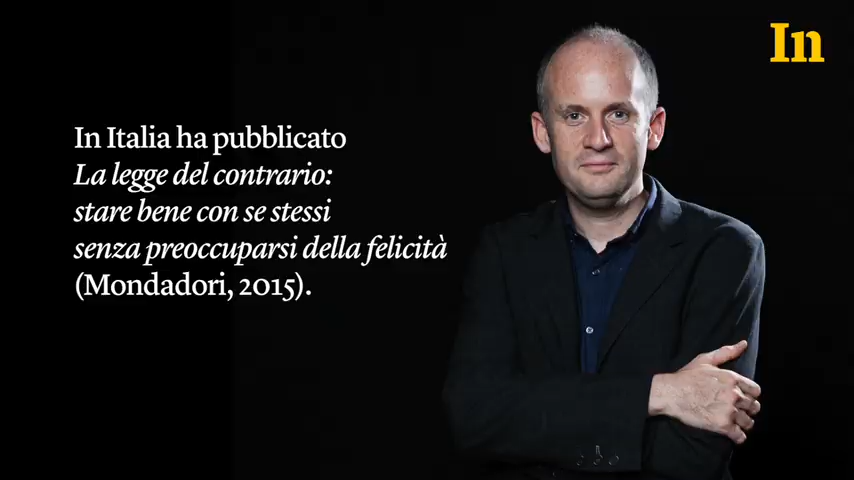 In
In Italia ha pubblicato
La legge del contrario:
stare bene con se stessi
senza preoccuparsi della felicità
(Mondadori, 2015).